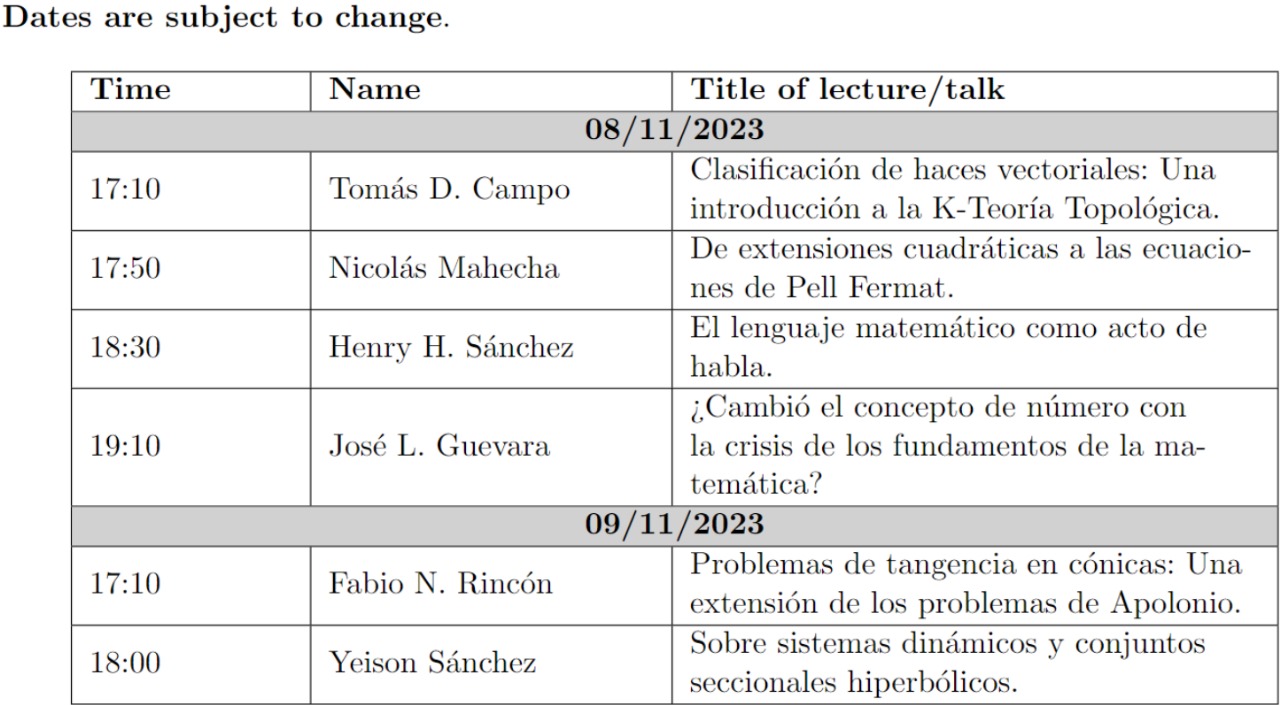 Dates are subject to change.
Time Name Title of lecture/talk
08/11/2023
17:10 Tomás D. Campo Clasificación de haces vectoriales: Una
introducción a la K-Teoría Topológica.
17:50 Nicolás Mahecha De extensiones cuadráticas a las ecuacio-
nes de Pell Fermat.
18:30 Henry H. Sánchez El lenguaje matemático como acto de
habla.
¿Cambió el concepto de número con
19:10 José L. Guevara la crisis de los fundamentos de la ma-
temática?
09/11/2023
17:10 Fabio N. Rincón Problemas de tangencia en cónicas: Una
extensión de los problemas de Apolonio.
18:00 Yeison Sánchez Sobre sistemas dinámicos y conjuntos
seccionales hiperbólicos.